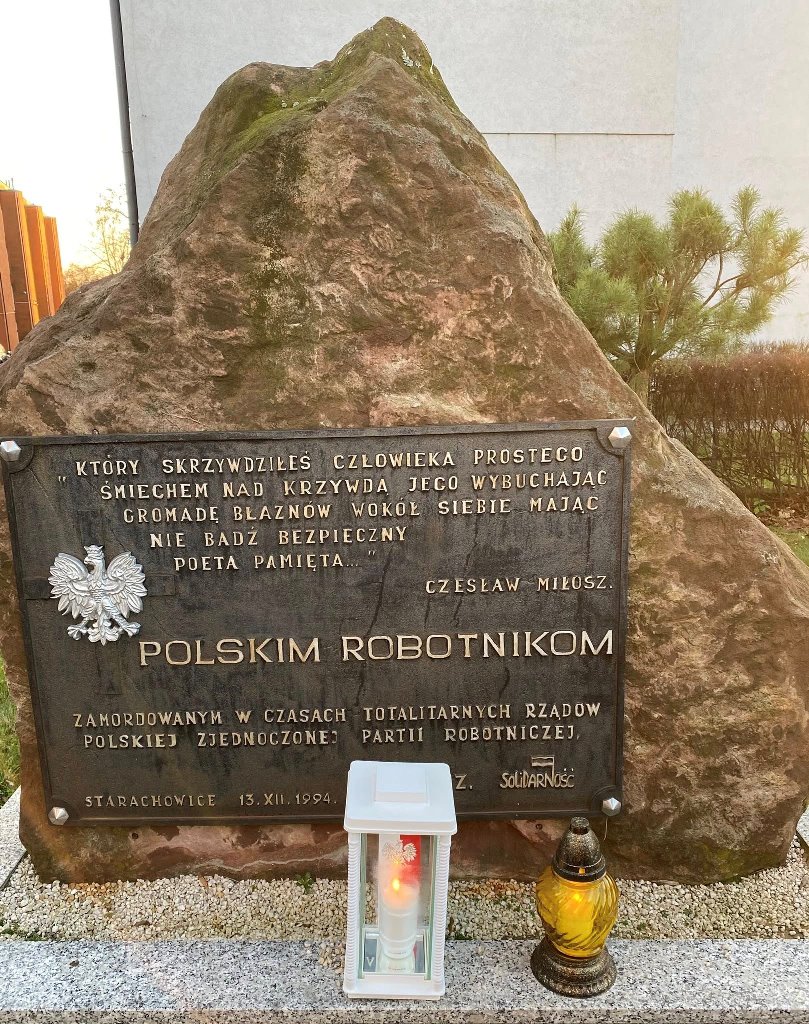 KTÓRY SKRZYWDZIŁEŚ CZŁOWIEKA PROSTEGO
" ŚMIECHEM NAD KRZYWDA JEGO WYBUCHAJĄC
GROMADĘ BŁAZNÓW WOKÓŁ SIEBIE MAJĄC
NIE BĄDŹ BEZPIECZNY
POETA PAMIĘTA... "
CZESŁAW MIŁOSZ.
POLSKIM ROBOTNIKOM
ZAMORDOWANYM W CZASACH TOTALITARNYCH RZĄDÓW
POLSKIEJ ZJEDNOCZONEJ PARTII ROBOTNICZEJ.
STARACHOWICE 13.XII.1994. Z. SOLIDARNOŚĆ